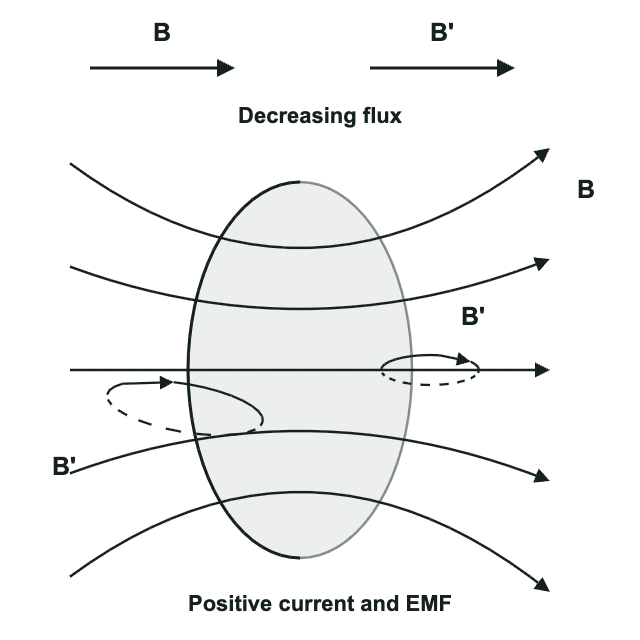 B
B'
Decreasing flux
B
B'
B'
Positive current and EMF